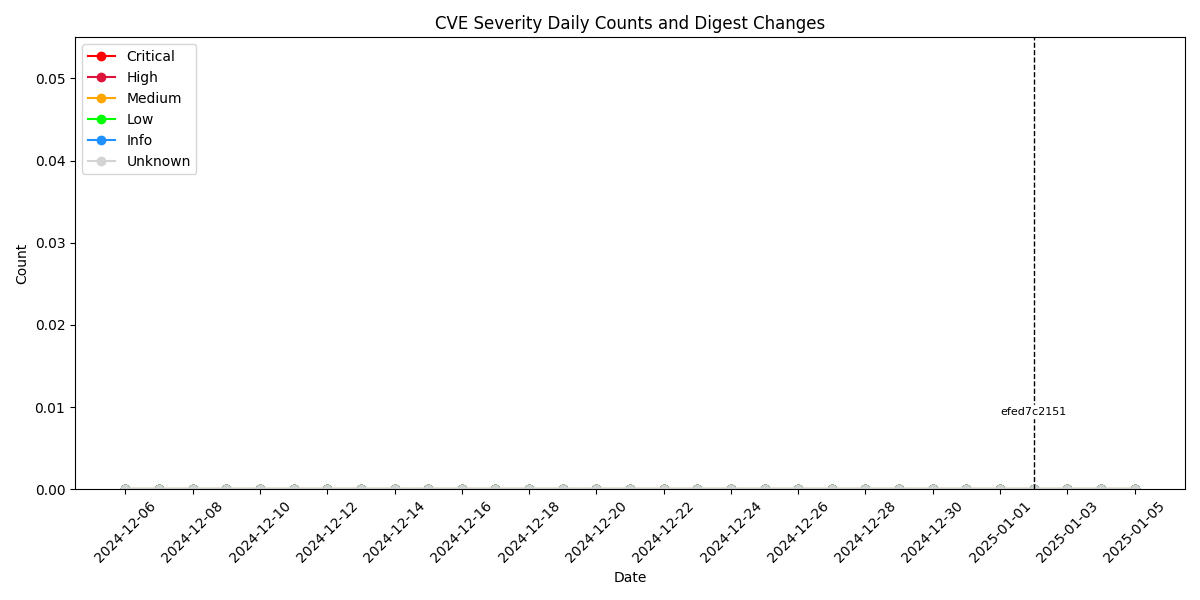 CVE Severity Daily Counts and Digest Changes
Critical
High
Medium
Low
Info
Unknown
0.05
0.04
0.03
0.02
0.01
0.00
Count
efed7c2151
2024-12-06
2024-12-08
2024-12-10
2024-12-12
2024-12-14
2024-12-16
2024-12-18
2024-12-20
2024-12-22
2024-12-24
2024-12-26
2024-12-28
2024-12-30
2025-01-01
2025-01-03
2025-01-05
Date